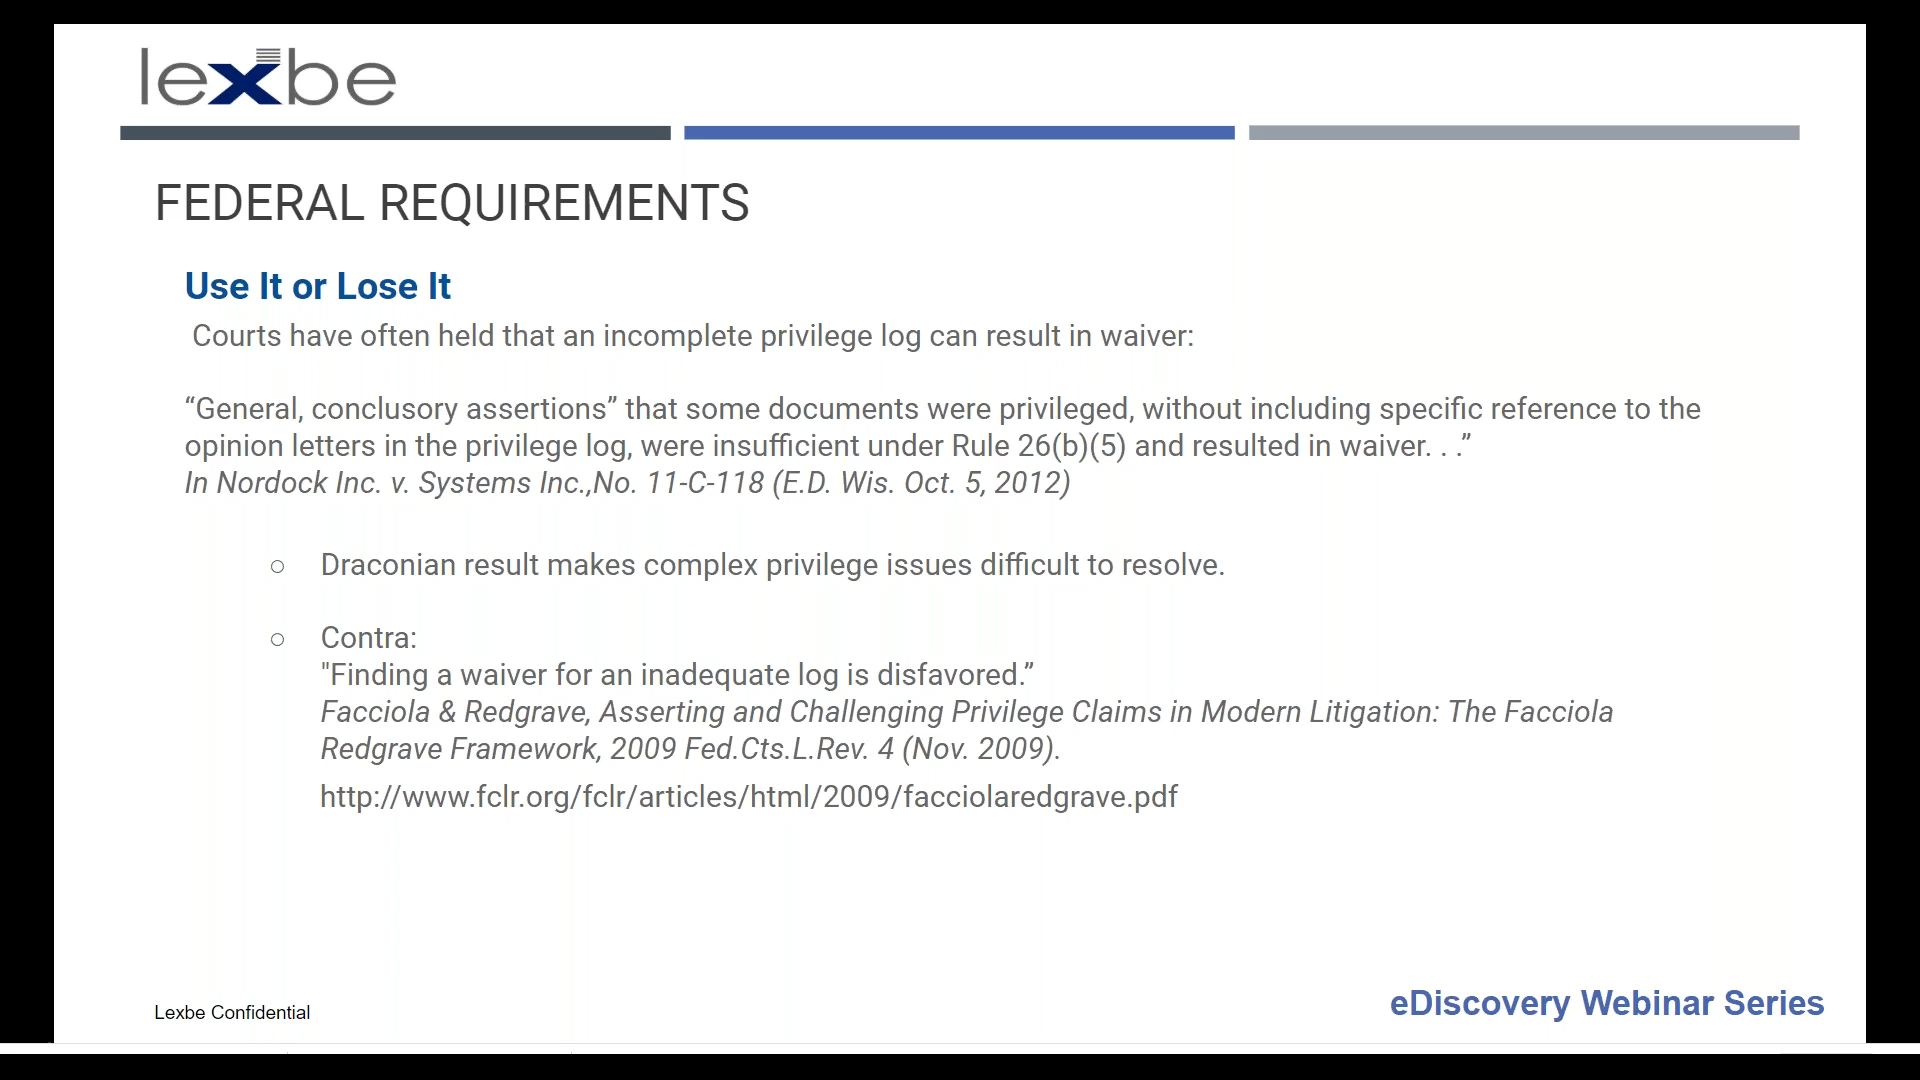 lexbe
FEDERAL REQUIREMENTS
Use It or Lose It
Courts have often held that an incomplete privilege log can result in waiver:
“General, conclusory assertions” that some documents were privileged, without including specific reference to the
opinion letters in the privilege log, were insufficient under Rule 26(b)(5) and resulted in waiver. . .”
In Nordock Inc. v. Systems Inc.,No. 11-C-118 (E.D. Wis. Oct. 5, 2012)
○ Draconian result makes complex privilege issues difficult to resolve.
○ Contra:
"Finding a waiver for an inadequate log is disfavored.”
Facciola & Redgrave, Asserting and Challenging Privilege Claims in Modern Litigation: The Facciola
Redgrave Framework, 2009 Fed.Cts.L.Rev. 4 (Nov. 2009).
http://www.fclr.org/fclr/articles/html/2009/facciolaredgrave.pdf
Lexbe Confidential
eDiscovery Webinar Series